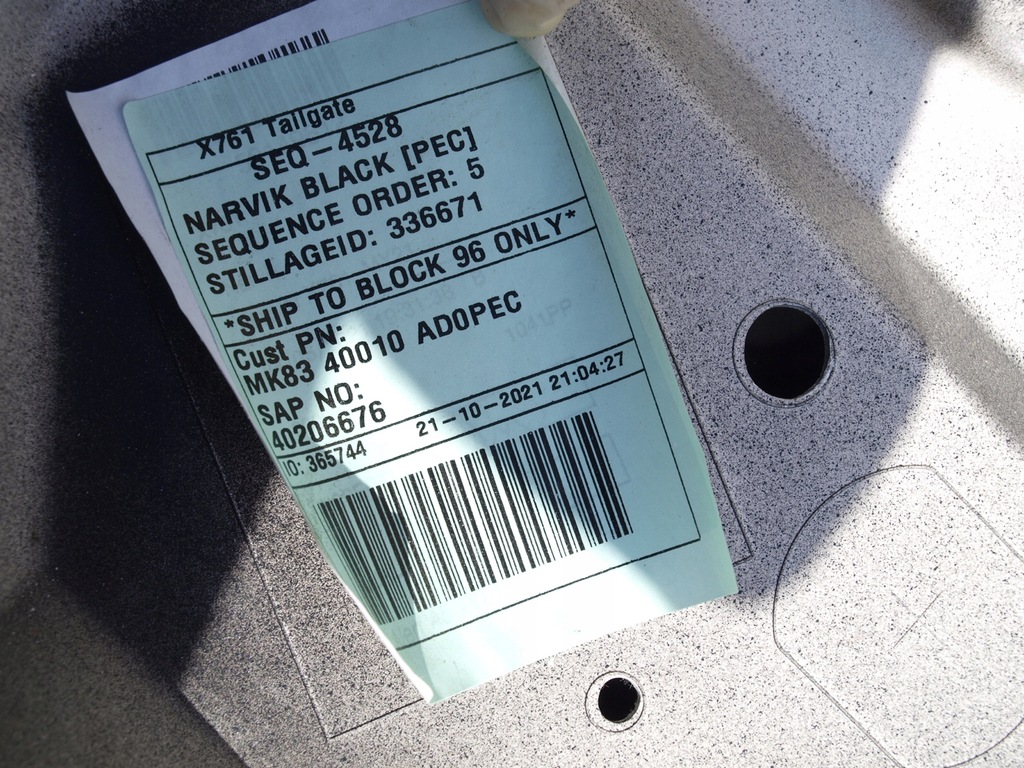 X761 Tailgate
SEQ-4528
NARVIK BLACK [PEC]
SEQUENCE ORDER: 5
STILLAGEID: 336671
*SHIP TO BLOCK 96 ONLY*
Cust PN:
MK83 40010 AD0PEC
SAP NO:
40206676
IO: 365744 21-10-2021 21:04:27